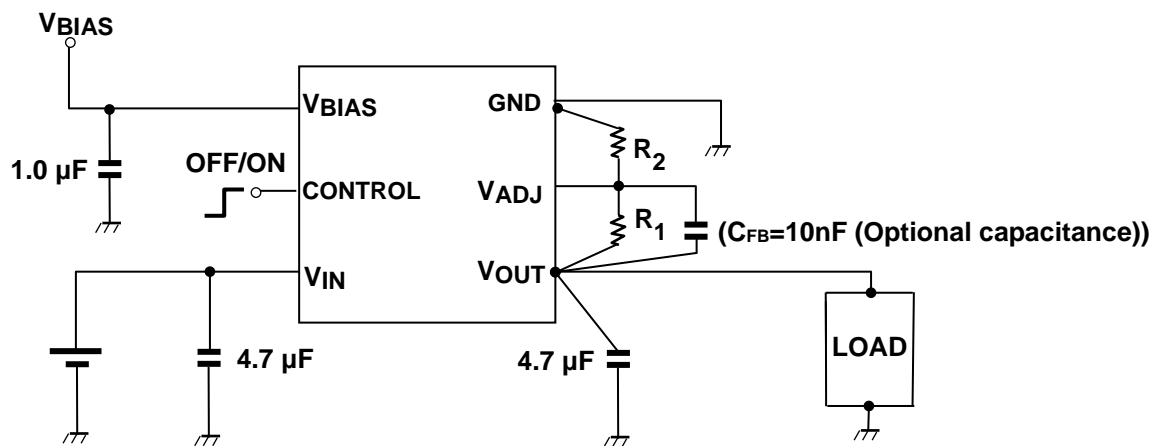 VBIAS
VBIAS
GND
1.0 µF
OFF/ON
R2
CONTROL
VADJ
R1
(CFB=10nF (Optional capacitance))
VIN
VOUT
4.7 µF
4.7 µF
LOAD